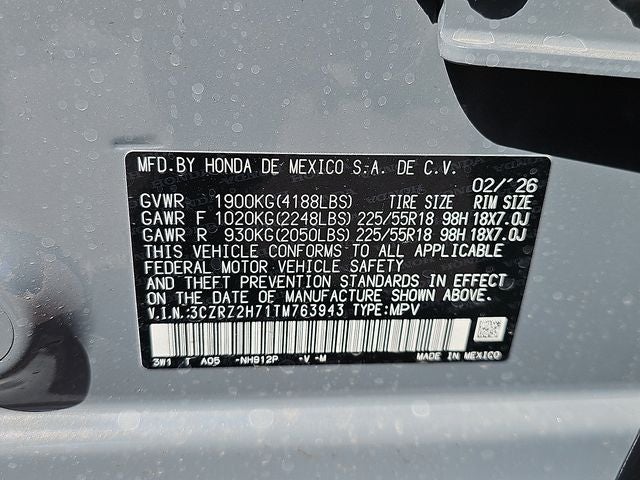 MFD.BY HONDA DE MEXICO S.A. DE C.V.
02/'26
GVWR 1900KG(4188LBS) TIRE SIZE RIM SIZE
GAWR F 1020KG(2248LBS) 225/55R18 98H 18X7.0J
GAWR R 930KG(2050LBS) 225/55R18 98H 18X7.0J
THIS VEHICLE CONFORMS TO ALL APPLICABLE
FEDERAL MOTOR VEHICLE SAFETY
AND THEFT PREVENTION STANDARDS IN EFFECT
ON THE DATE OF MANUFACTURE SHOWN ABOVE.
V.I.N.:3CZRZ2H71TM763943 TYPE:MPV
3W1 T A05 -NH912P -V -M MADE IN MEXICO